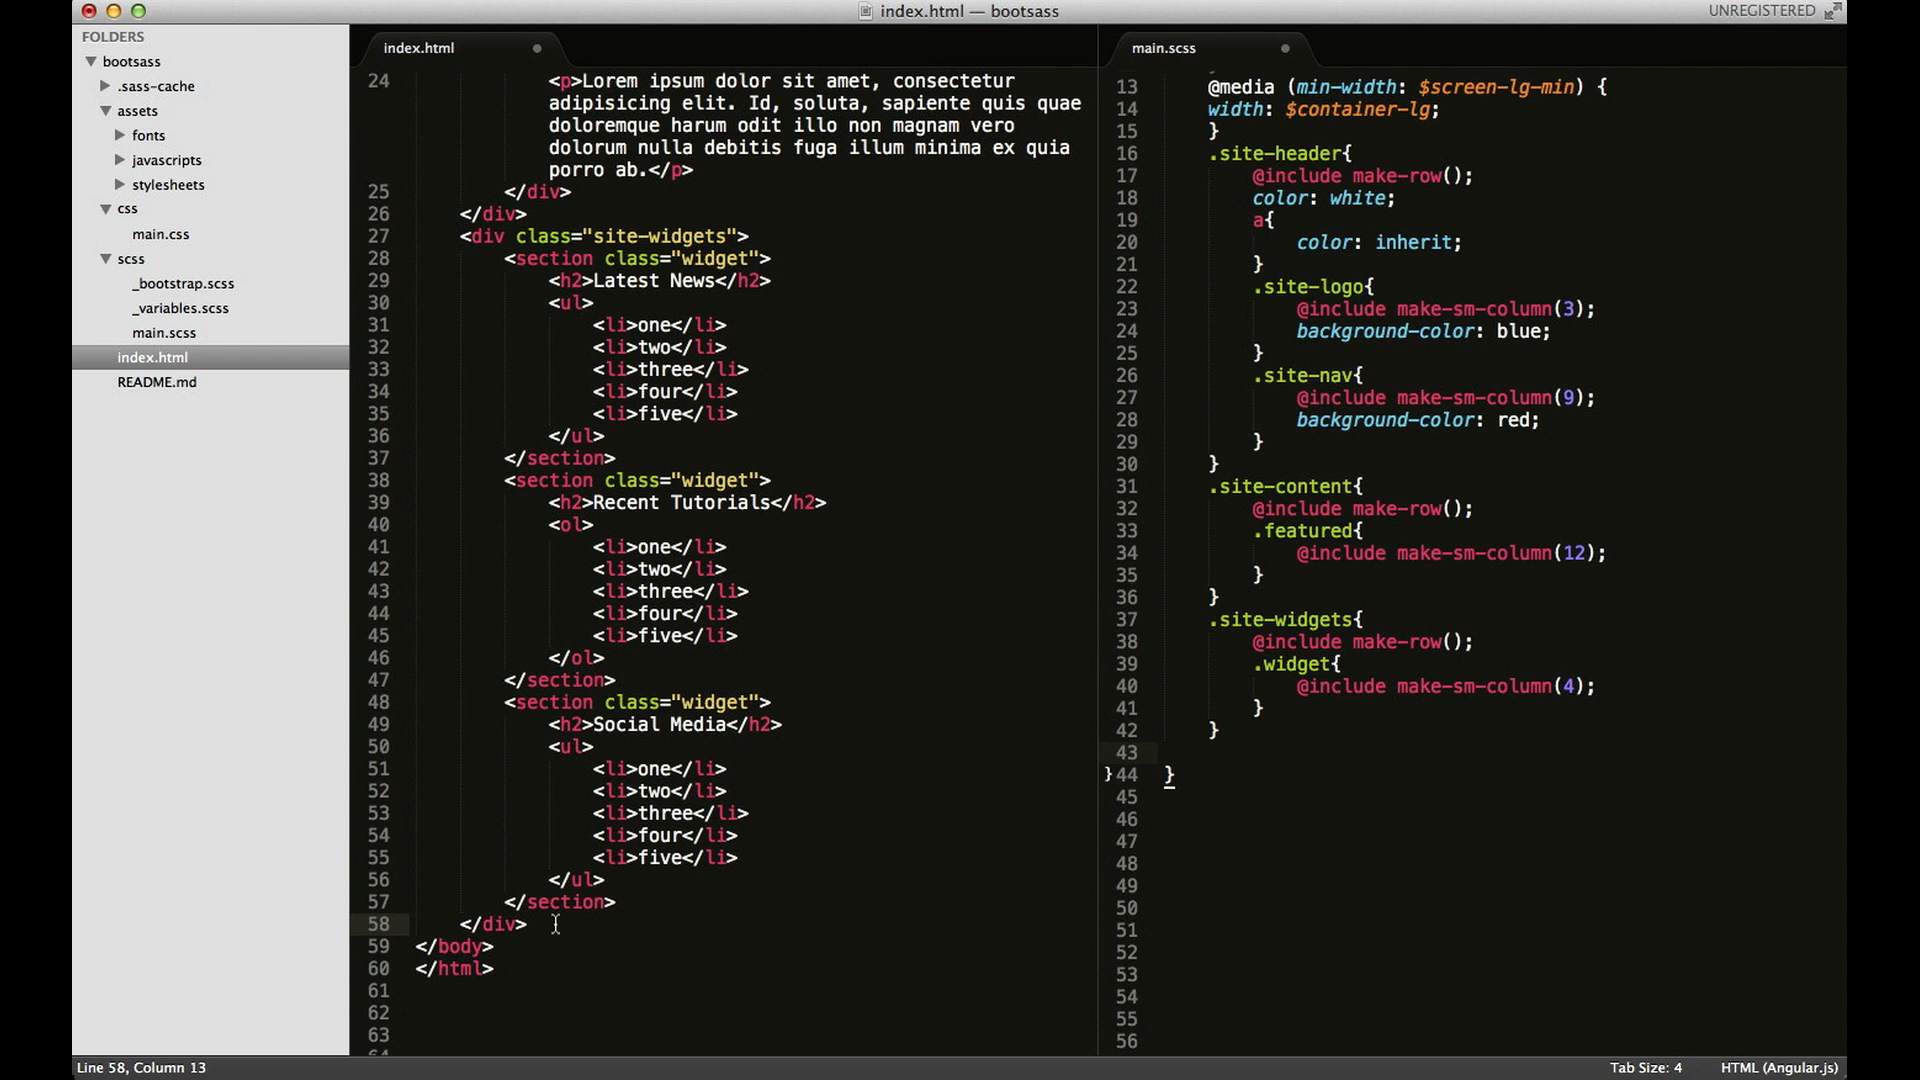 index.html — bootsass
UNREGISTERED
FOLDERS
bootsass
.sass-cache
assets
fonts
javascripts
stylesheets
css
main.css
scss
_bootstrap.scss
_variables.scss
main.scss
index.html
README.md
index.html
24 <p>Lorem ipsum dolor sit amet, consectetur
adipisicing elit. Id, soluta, sapiente quis quae
doloremque harum odit illo non magnam vero
dolorum nulla debitis fuga illum minima ex quia
porro ab.</p>
25 </div>
26 </div>
27 <div class="site-widgets">
28 <section class="widget">
29 <h2>Latest News</h2>
30 <ul>
31 <li>one</li>
32 <li>two</li>
33 <li>three</li>
34 <li>four</li>
35 <li>five</li>
36 </ul>
37 </section>
38 <section class="widget">
39 <h2>Recent Tutorials</h2>
40 <ol>
41 <li>one</li>
42 <li>two</li>
43 <li>three</li>
44 <li>four</li>
45 <li>five</li>
46 </ol>
47 </section>
48 <section class="widget">
49 <h2>Social Media</h2>
50 <ul>
51 <li>one</li>
52 <li>two</li>
53 <li>three</li>
54 <li>four</li>
55 <li>five</li>
56 </ul>
57 </section>
58 </div>
59 </body>
60 </html>
61
62
63
main.scss
13 @media (min-width: $screen-lg-min) {
14 width: $container-lg;
15 }
16 .site-header{
17 @include make-row();
18 color: white;
19 a{
20 color: inherit;
21 }
22 .site-logo{
23 @include make-sm-column(3);
24 background-color: blue;
25 }
26 .site-nav{
27 @include make-sm-column(9);
28 background-color: red;
29 }
30 }
31 .site-content{
32 @include make-row();
33 .featured{
34 @include make-sm-column(12);
35 }
36 }
37 .site-widgets{
38 @include make-row();
39 .widget{
40 @include make-sm-column(4);
41 }
42 }
43
}44 }
45
46
47
48
49
50
51
52
53
54
55
56
Line 58, Column 13
Tab Size: 4
HTML (Angular.js)